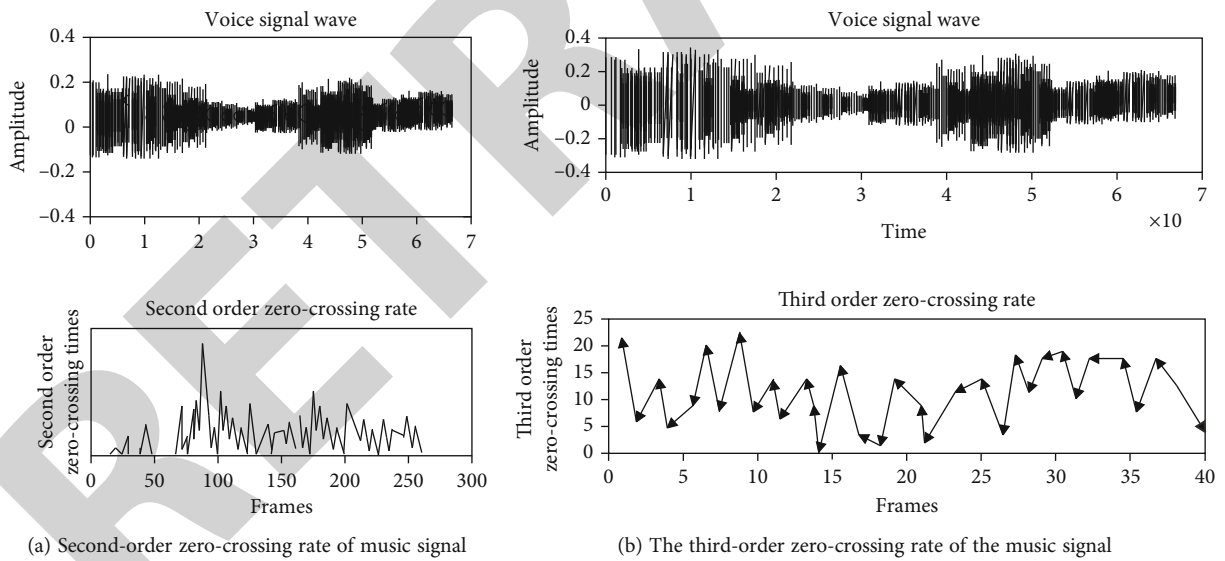 Voice signal wave
0.4
0.2
0
−0.2
−0.4
Amplitude
0 1 2 3 4 5 6 7
Second order zero-crossing rate
Second order
zero-crossing times
0 50 100 150 200 250 300
Frames
(a) Second-order zero-crossing rate of music signal
Voice signal wave
0.4
0.2
0
−0.2
−0.4
Amplitude
0 1 2 3 4 5 6 7
×10
Time
Third order zero-crossing rate
25
20
15
10
5
0
Third order
zero-crossing times
0 5 10 15 20 25 30 35 40
Frames
(b) The third-order zero-crossing rate of the music signal
RETRA